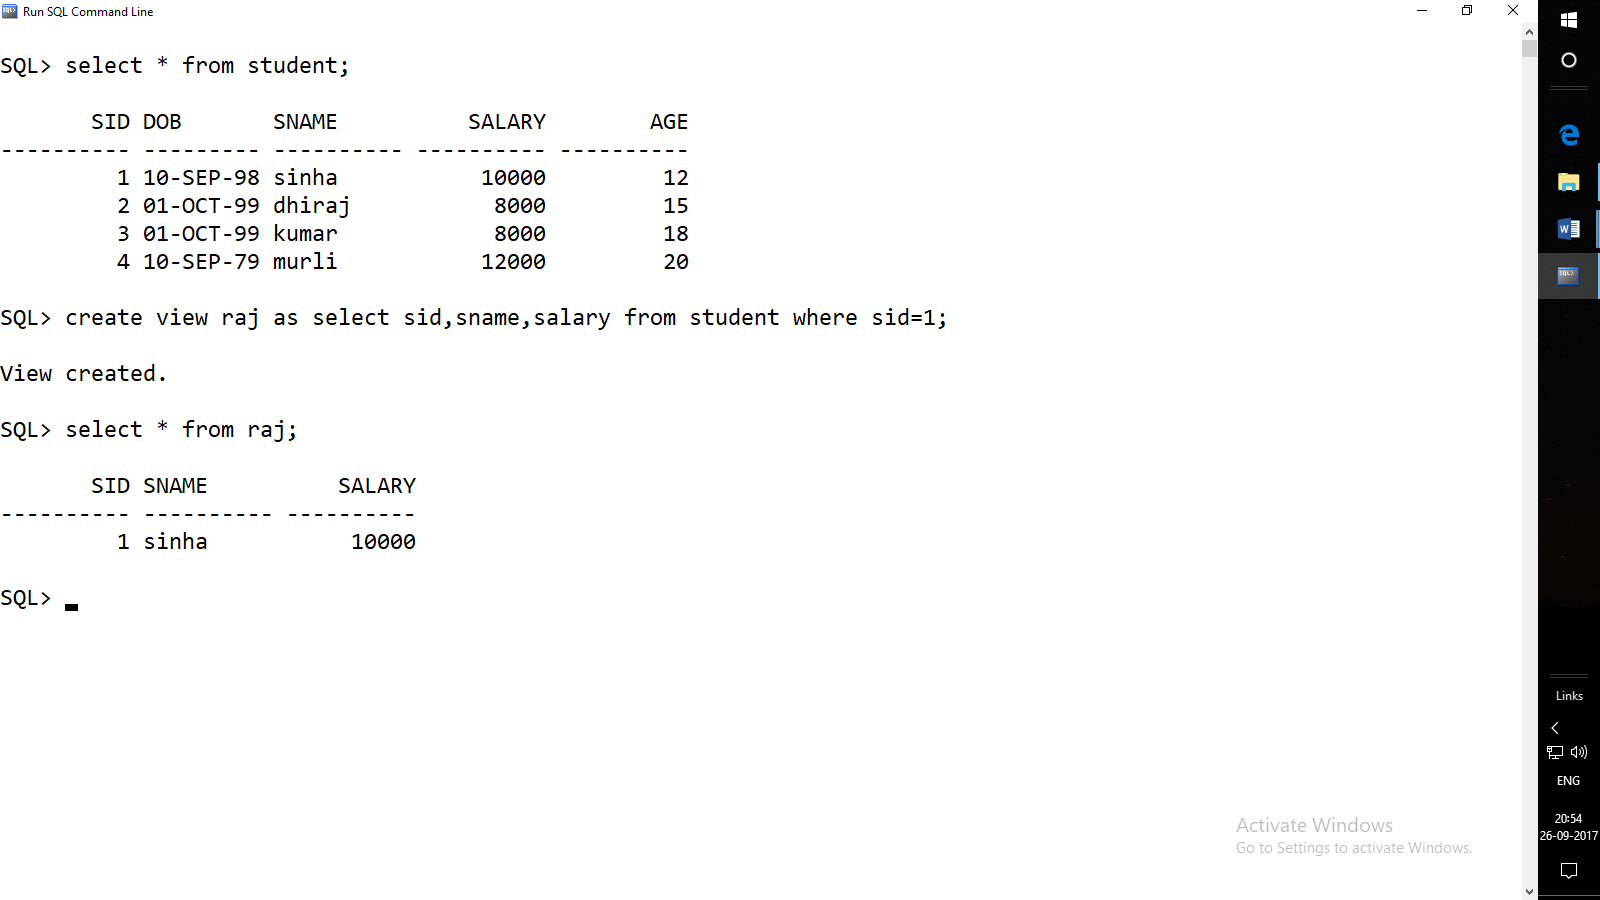 Run SQL Command Line
SQL> select * from student;
SID DOB SNAME SALARY AGE
---------- --------- ---------- ---------- ----------
1 10-SEP-98 sinha 10000 12
2 01-OCT-99 dhiraj 8000 15
3 01-OCT-99 kumar 8000 18
4 10-SEP-79 murli 12000 20
SQL> create view raj as select sid,sname,salary from student where sid=1;
View created.
SQL> select * from raj;
SID SNAME SALARY
---------- ---------- ----------
1 sinha 10000
SQL>
Activate Windows
Go to Settings to activate Windows.
Links
ENG
20:54
26-09-2017